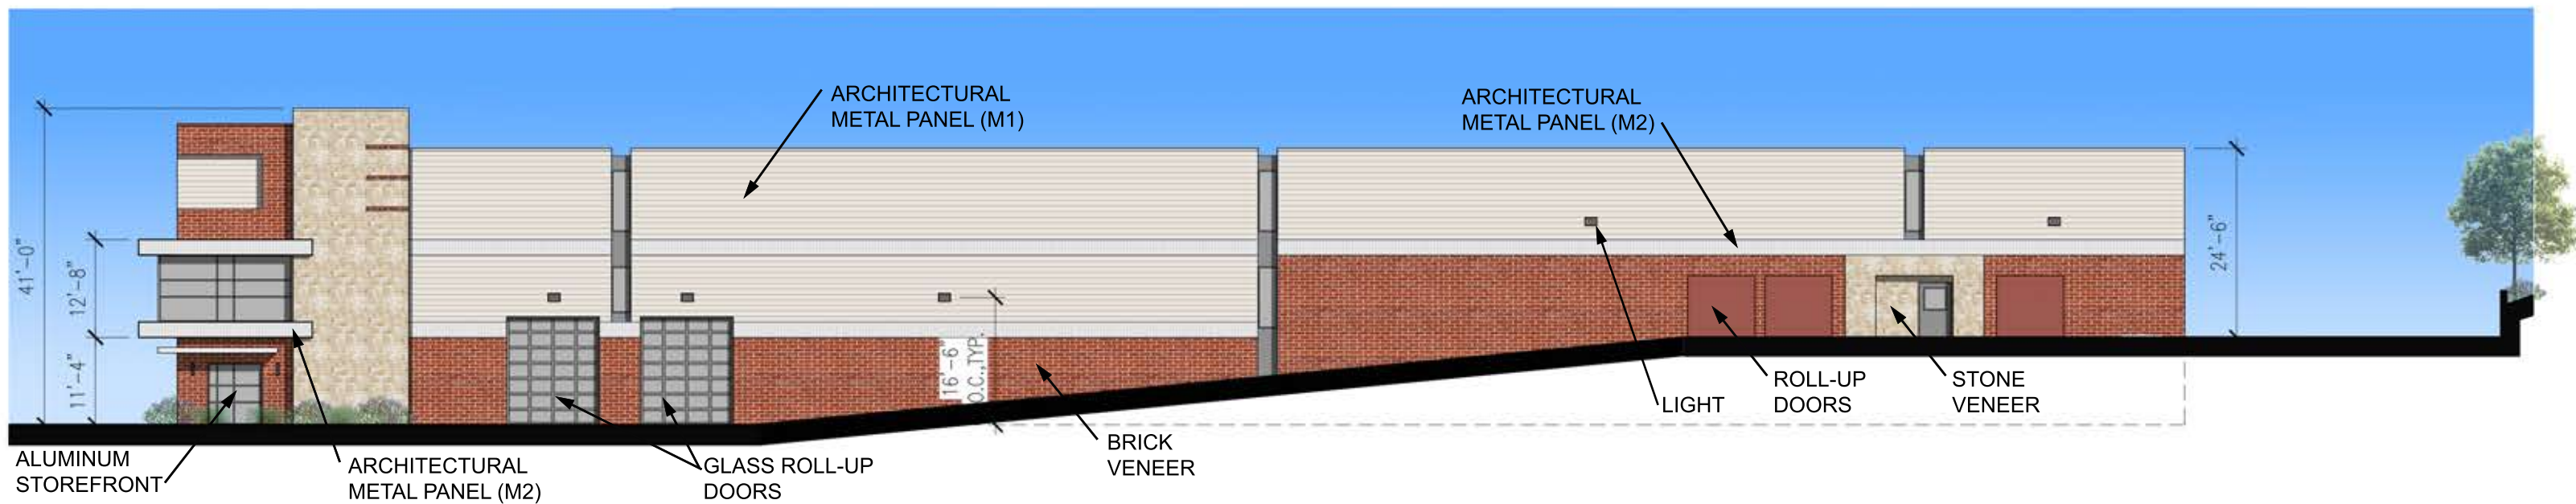 ARCHITECTURAL
METAL PANEL (M1)
ARCHITECTURAL
METAL PANEL (M2)
41'-0"
12'-8"
11'-4"
24'-6"
16'-6"
O.C.,TYP.
LIGHT
ROLL-UP
DOORS
STONE
VENEER
BRICK
VENEER
ALUMINUM
STOREFRONT
ARCHITECTURAL
METAL PANEL (M2)
GLASS ROLL-UP
DOORS